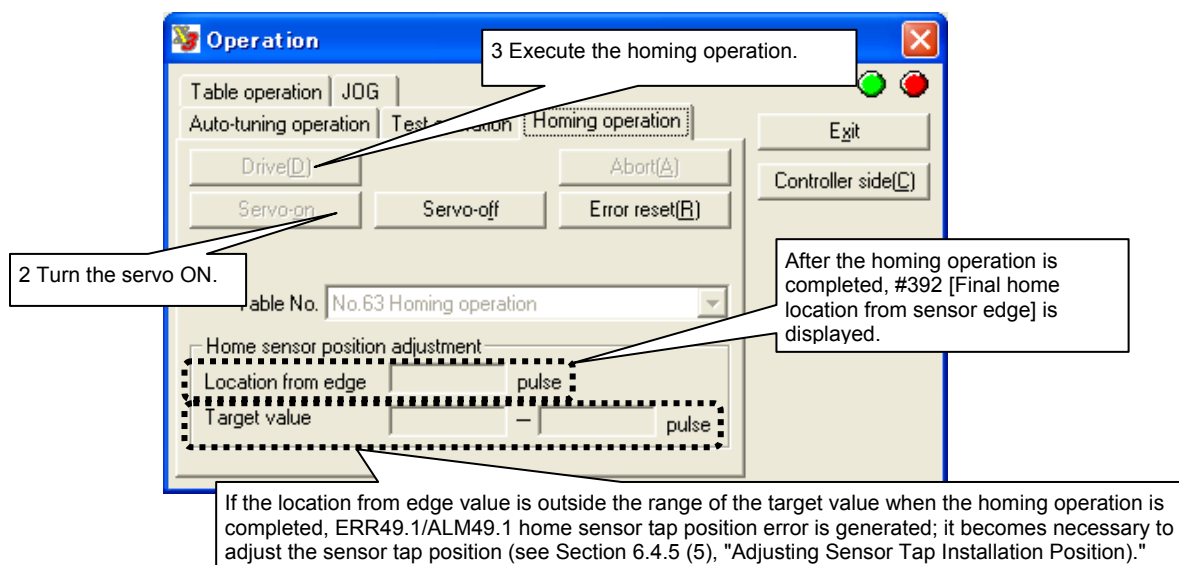 Operation
3 Execute the homing operation.
Table operation JOG
Auto-tuning operation Test operation Homing operation
Exit
Drive(D) Abort(A)
Controller side(C)
Servo-on Servo-off Error reset(R)
2 Turn the servo ON.
After the homing operation is
completed, #392 [Final home
location from sensor edge] is
displayed.
Table No. No.63 Homing operation
Home sensor position adjustment
Location from edge pulse
Target value – pulse
If the location from edge value is outside the range of the target value when the homing operation is
completed, ERR49.1/ALM49.1 home sensor tap position error is generated; it becomes necessary to
adjust the sensor tap position (see Section 6.4.5 (5), "Adjusting Sensor Tap Installation Position)."